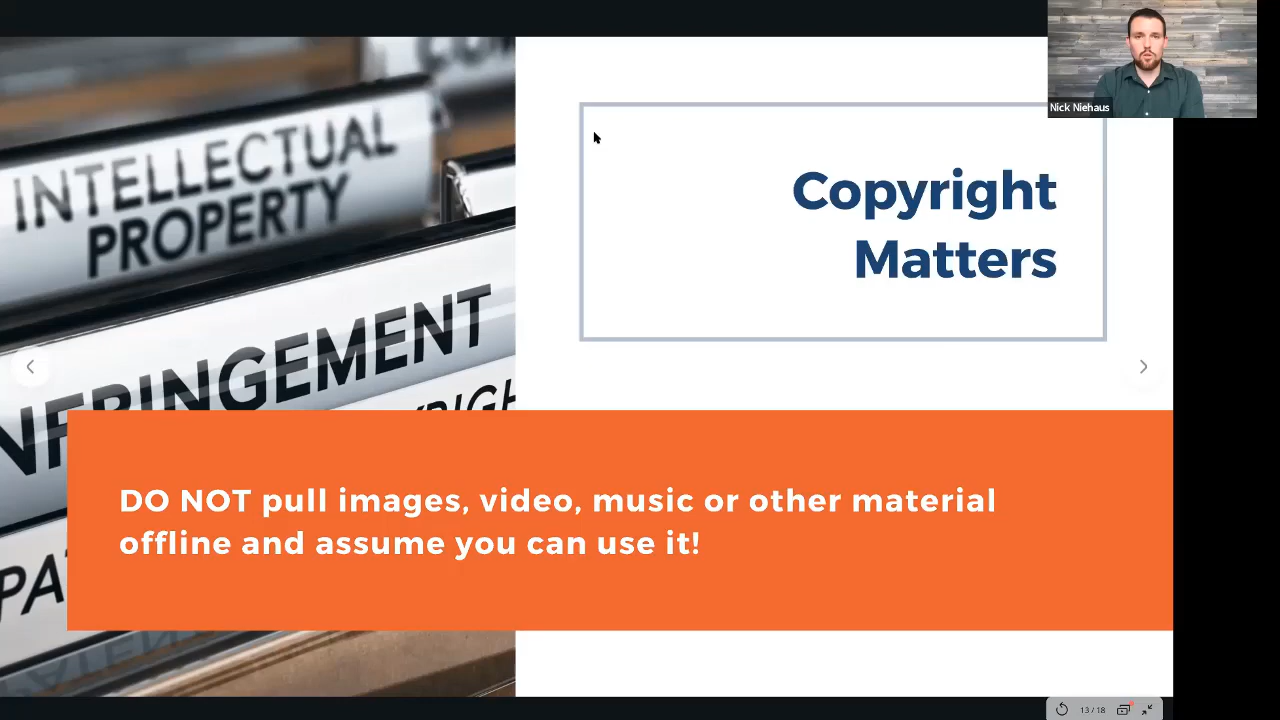 INTELLECTUAL
PROPERTY
NFRINGEMENT
Nick Niehaus
Copyright
Matters
DO NOT pull images, video, music or other material
offline and assume you can use it!
13 / 18